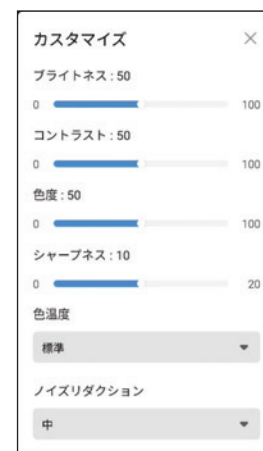 カスタマイズ
ブライトネス : 50
0 100
コントラスト : 50
0 100
色度 : 50
0 100
シャープネス : 10
0 20
色温度
標準
ノイズリダクション
中